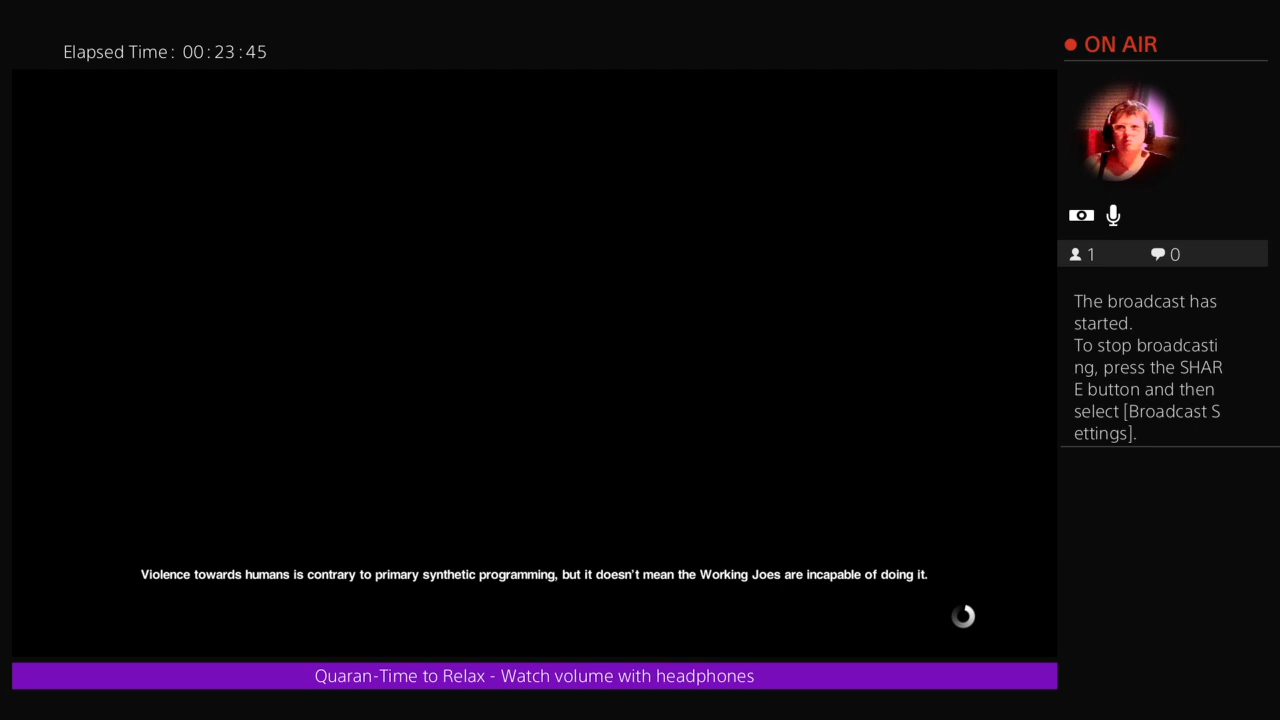 Elapsed Time: 00:23:45
ON AIR
1
0
The broadcast has
started.
To stop broadcasti
ng, press the SHAR
E button and then
select [Broadcast S
ettings].
Violence towards humans is contrary to primary synthetic programming, but it doesn't mean the Working Joes are incapable of doing it.
Quaran-Time to Relax - Watch volume with headphones